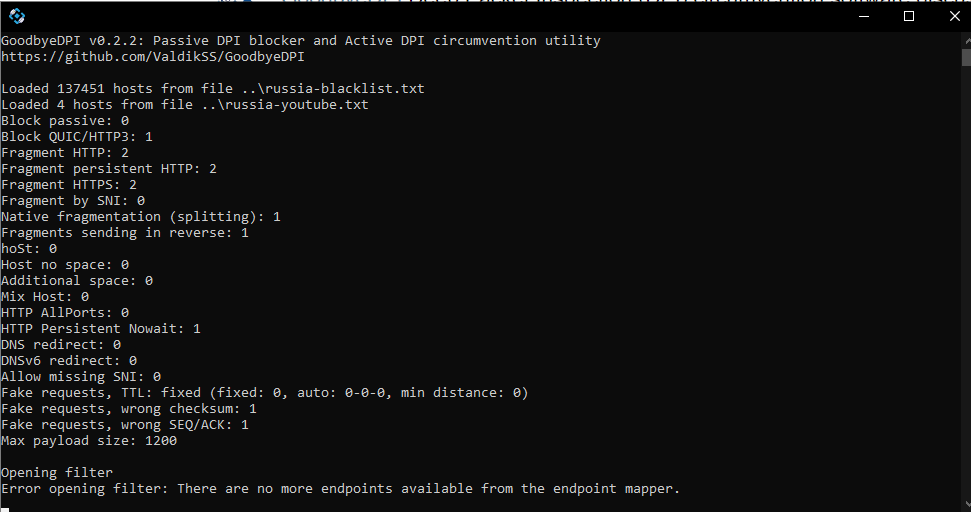 GoodbyeDPI v0.2.2: Passive DPI blocker and Active DPI circumvention utility
https://github.com/ValdikSS/GoodbyeDPI
Loaded 137451 hosts from file ..\russia-blacklist.txt
Loaded 4 hosts from file ..\russia-youtube.txt
Block passive: 0
Block QUIC/HTTP3: 1
Fragment HTTP: 2
Fragment persistent HTTP: 2
Fragment HTTPS: 2
Fragment by SNI: 0
Native fragmentation (splitting): 1
Fragments sending in reverse: 1
hoSt: 0
Host no space: 0
Additional space: 0
Mix Host: 0
HTTP AllPorts: 0
HTTP Persistent Nowait: 1
DNS redirect: 0
DNSv6 redirect: 0
Allow missing SNI: 0
Fake requests, TTL: fixed (fixed: 0, auto: 0-0-0, min distance: 0)
Fake requests, wrong checksum: 1
Fake requests, wrong SEQ/ACK: 1
Max payload size: 1200
Opening filter
Error opening filter: There are no more endpoints available from the endpoint mapper.